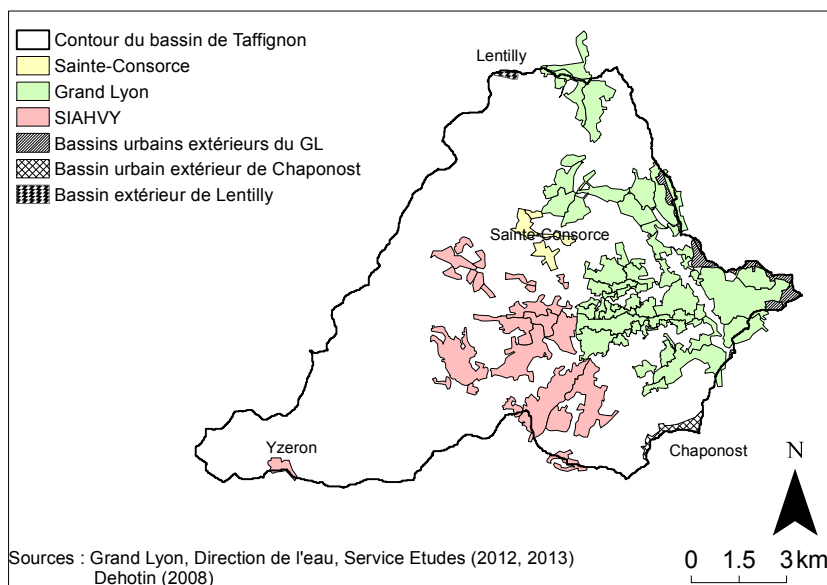 Contour du bassin de Taffignon
Sainte-Consorce
Grand Lyon
SIAHVY
Bassins urbains extérieurs du GL
Bassin urbain extérieur de Chaponost
Bassin extérieur de Lentilly
Lentilly
Sainte-Consorce
Yzeron
Chaponost
N
Sources : Grand Lyon, Direction de l'eau, Service Etudes (2012, 2013)
Dehotin (2008)
0 1.5 3 km